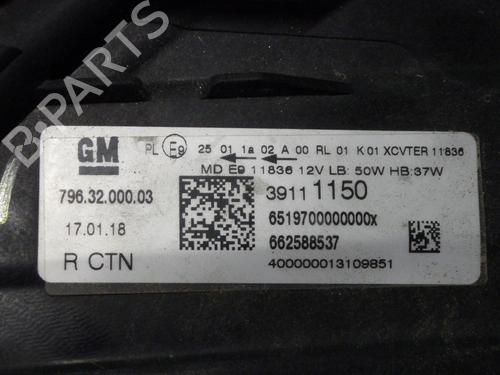 B-PARTS
GM PL E9 25 01 1a 02 A 00 RL 01 K 01 XCVTER 11836
MD E9 11836 12V LB: 50W HB:37W
796.32.000.03
39111150
17.01.18
6519700000000x
662588537
R CTN
400000013109851